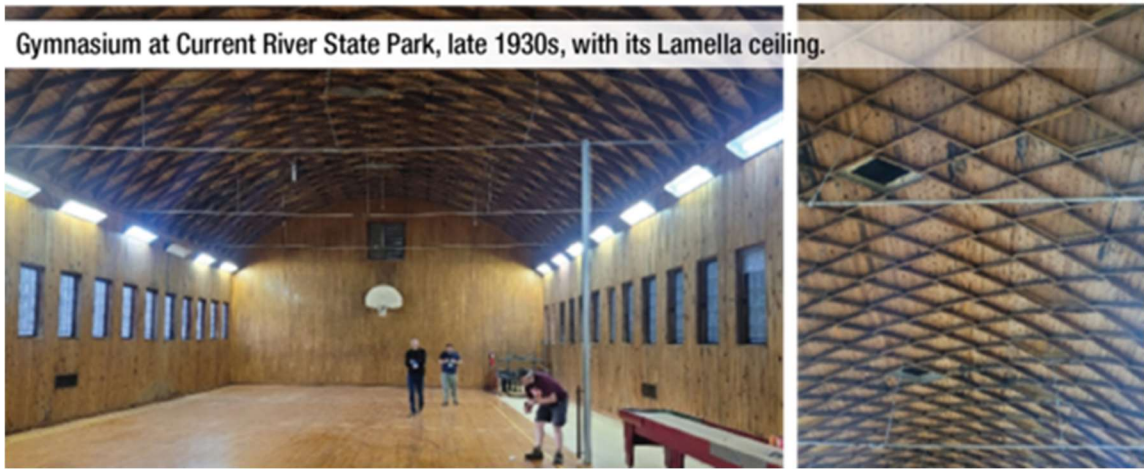 Gymnasium at Current River State Park, late 1930s, with its Lamella ceiling.